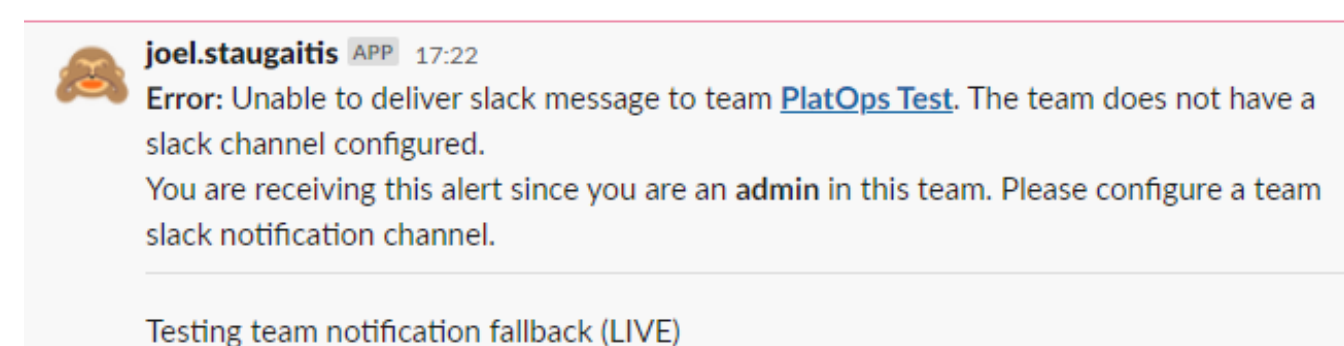 joel.staugaitis APP 17:22
Error: Unable to deliver slack message to team PlatOps Test. The team does not have a
slack channel configured.
You are receiving this alert since you are an admin in this team. Please configure a team
slack notification channel.
Testing team notification fallback (LIVE)